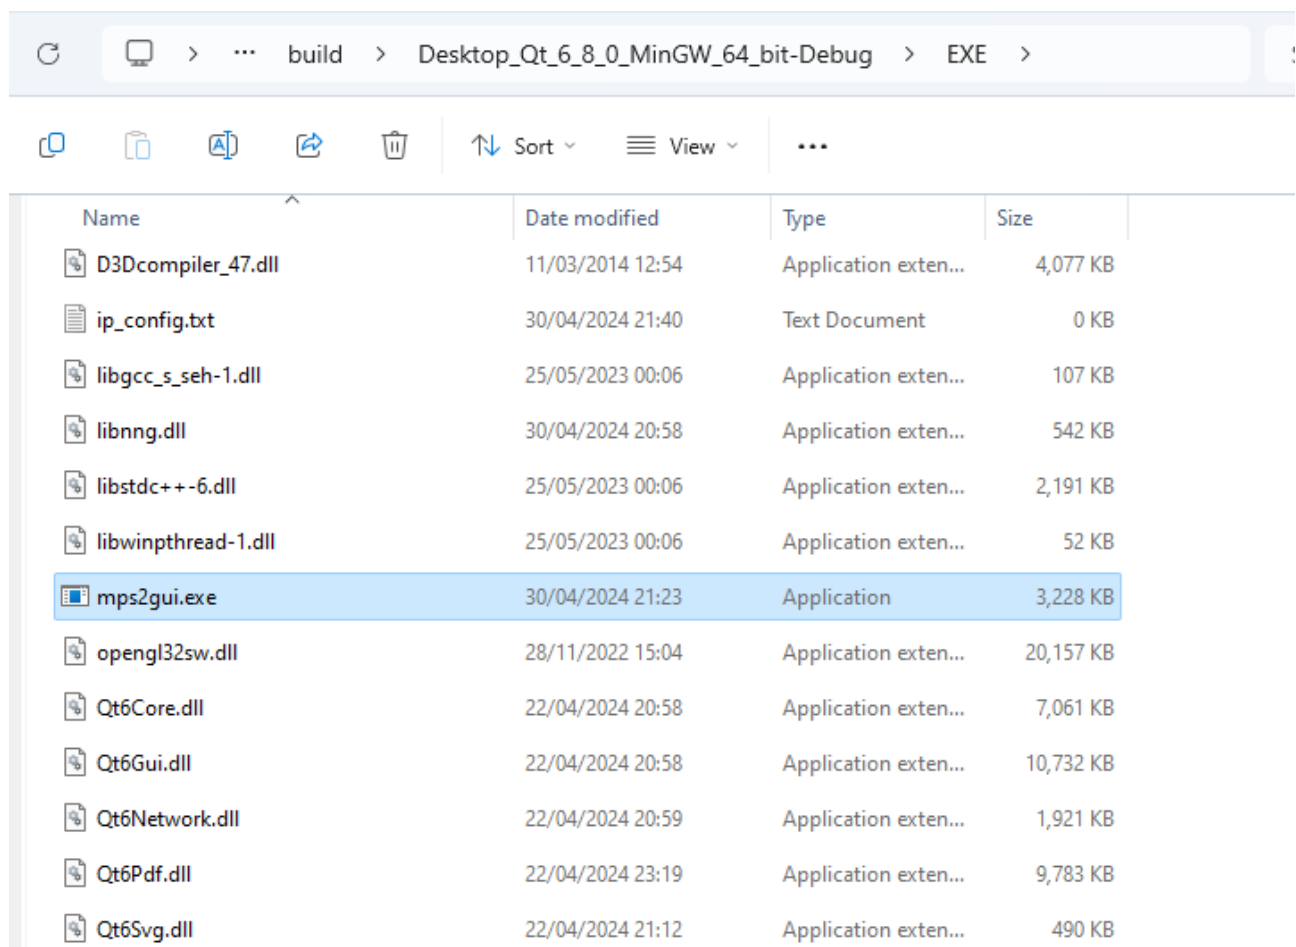 build > Desktop_Qt_6_8_0_MinGW_64_bit-Debug > EXE >
Sort View
Name Date modified Type Size
D3Dcompiler_47.dll 11/03/2014 12:54 Application exten... 4,077 KB
ip_config.txt 30/04/2024 21:40 Text Document 0 KB
libgcc_s_seh-1.dll 25/05/2023 00:06 Application exten... 107 KB
libnng.dll 30/04/2024 20:58 Application exten... 542 KB
libstdc++-6.dll 25/05/2023 00:06 Application exten... 2,191 KB
libwinpthread-1.dll 25/05/2023 00:06 Application exten... 52 KB
mps2gui.exe 30/04/2024 21:23 Application 3,228 KB
opengl32sw.dll 28/11/2022 15:04 Application exten... 20,157 KB
Qt6Core.dll 22/04/2024 20:58 Application exten... 7,061 KB
Qt6Gui.dll 22/04/2024 20:58 Application exten... 10,732 KB
Qt6Network.dll 22/04/2024 20:59 Application exten... 1,921 KB
Qt6Pdf.dll 22/04/2024 23:19 Application exten... 9,783 KB
Qt6Svg.dll 22/04/2024 21:12 Application exten... 490 KB